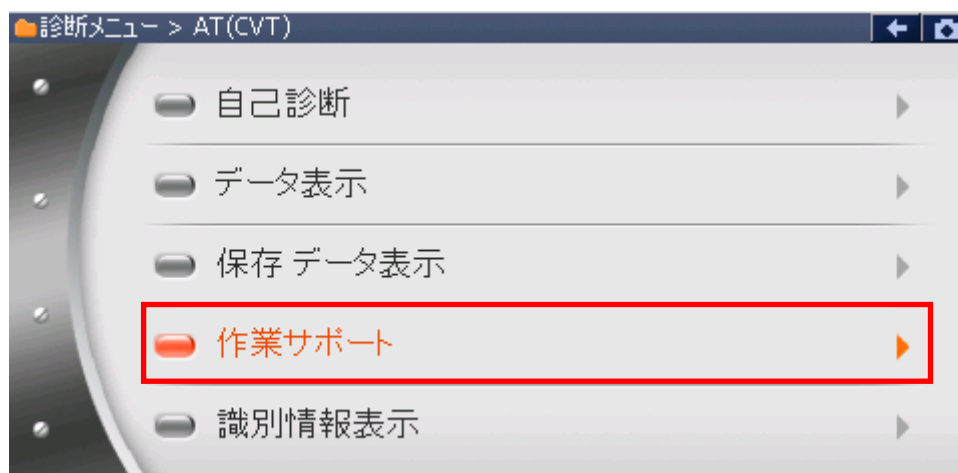 診断メニュー > AT(CVT)
自己診断
データ表示
保存 データ表示
作業サポート
識別情報表示